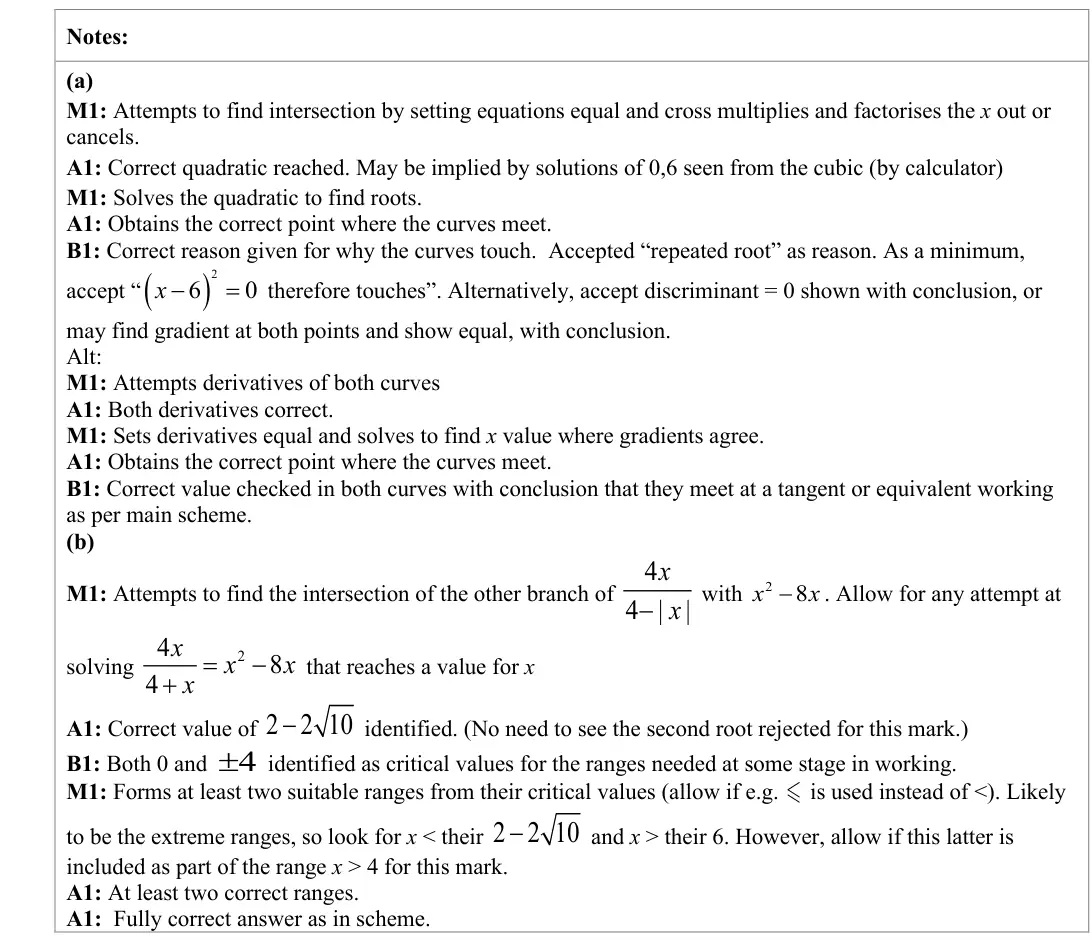 Notes:
(a)
M1: Attempts to find intersection by setting equations equal and cross multiplies and factorises the x out or
cancels.
A1: Correct quadratic reached. May be implied by solutions of 0,6 seen from the cubic (by calculator)
M1: Solves the quadratic to find roots.
A1: Obtains the correct point where the curves meet.
B1: Correct reason given for why the curves touch.  Accepted “repeated root” as reason. As a minimum,
accept “(x − 6)² = 0 therefore touches”. Alternatively, accept discriminant = 0 shown with conclusion, or
may find gradient at both points and show equal, with conclusion.
Alt:
M1: Attempts derivatives of both curves
A1: Both derivatives correct.
M1: Sets derivatives equal and solves to find x value where gradients agree.
A1: Obtains the correct point where the curves meet.
B1: Correct value checked in both curves with conclusion that they meet at a tangent or equivalent working
as per main scheme.
(b)
M1: Attempts to find the intersection of the other branch of 4x/(4−|x|) with x² − 8x. Allow for any attempt at
solving 4x/(4+x) = x² − 8x that reaches a value for x
A1: Correct value of 2 − 2√10 identified. (No need to see the second root rejected for this mark.)
B1: Both 0 and ±4 identified as critical values for the ranges needed at some stage in working.
M1: Forms at least two suitable ranges from their critical values (allow if e.g. ⩽ is used instead of <). Likely
to be the extreme ranges, so look for x < their 2 − 2√10 and x > their 6. However, allow if this latter is
included as part of the range x > 4 for this mark.
A1: At least two correct ranges.
A1:  Fully correct answer as in scheme.